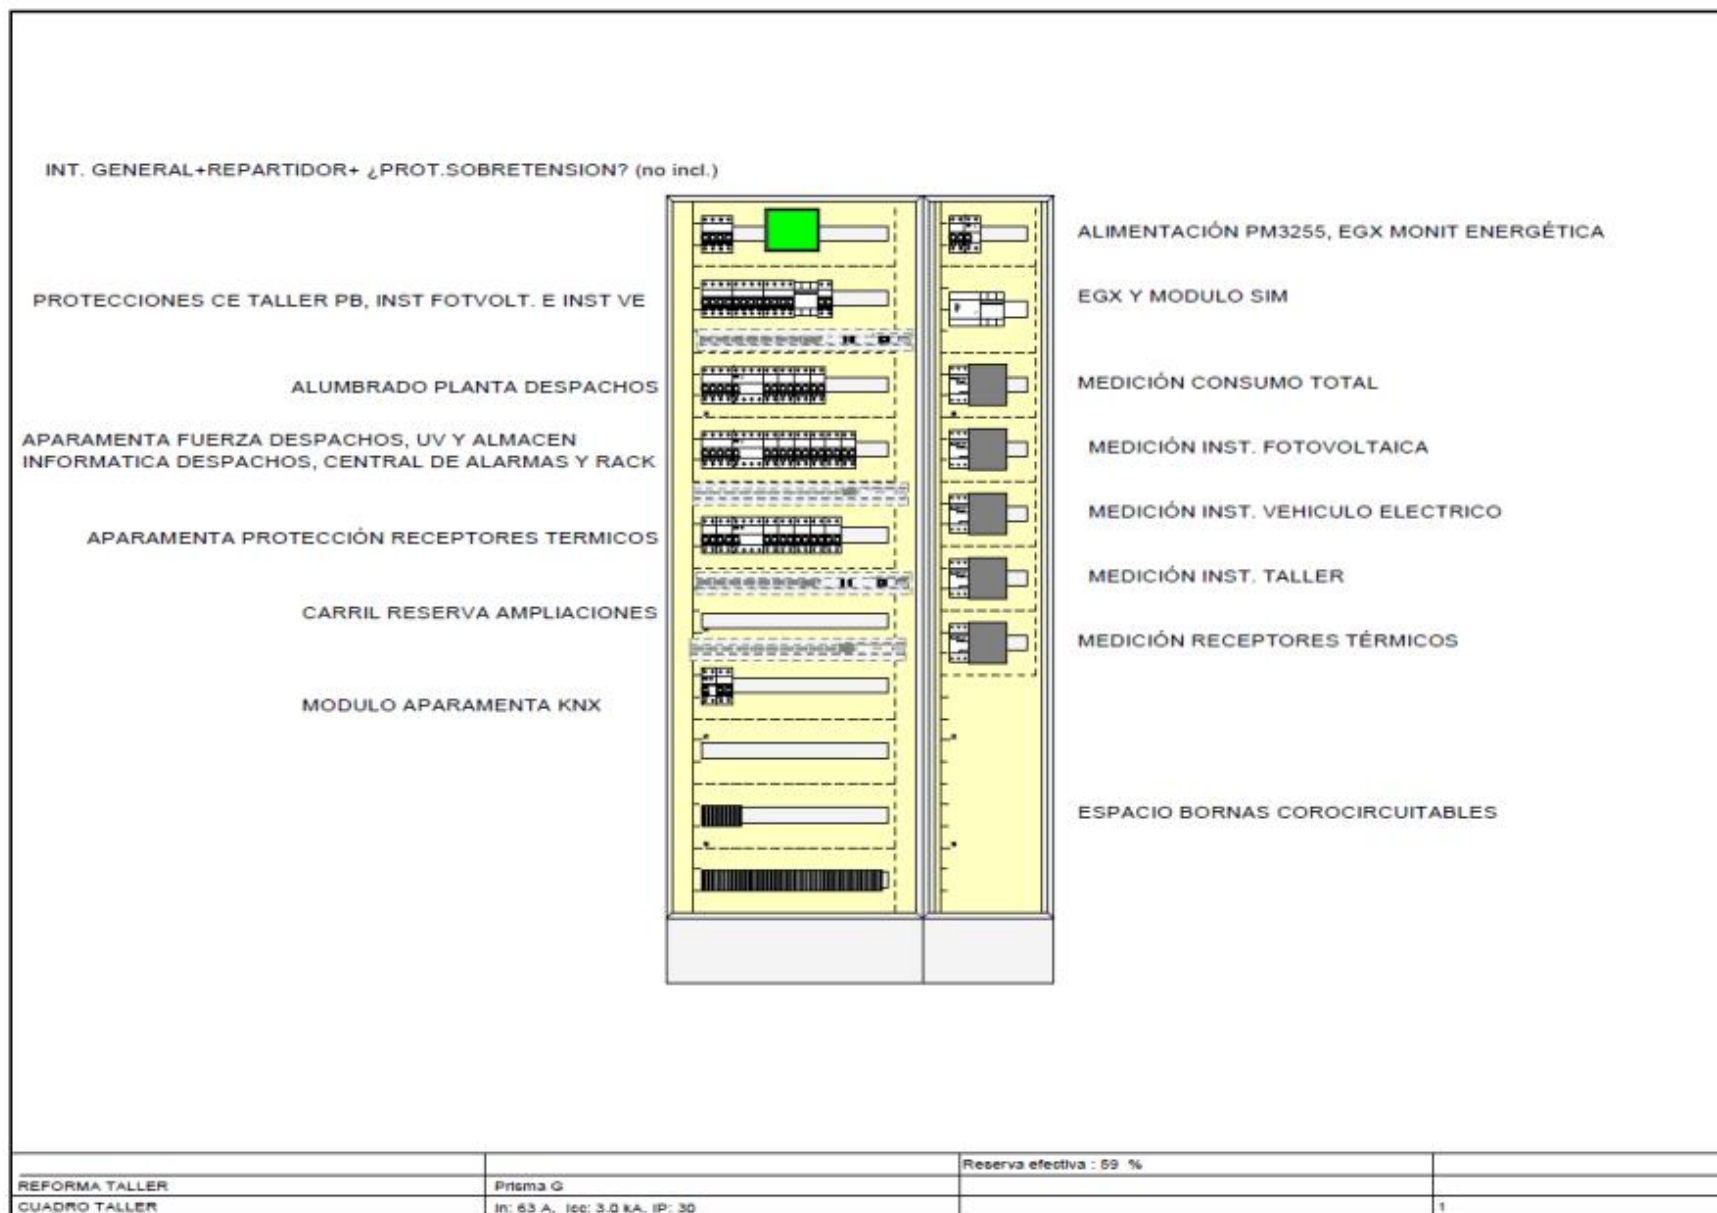 INT. GENERAL+REPARTIDOR+ ¿PROT.SOBRETENSION? (no incl.)
ALIMENTACIÓN PM3255, EGX MONIT ENERGÉTICA
PROTECCIONES CE TALLER PB, INST FOTVOLT. E INST VE
EGX Y MODULO SIM
ALUMBRADO PLANTA DESPACHOS
MEDICIÓN CONSUMO TOTAL
APARAMENTA FUERZA DESPACHOS, UV Y ALMACEN
INFORMATICA DESPACHOS, CENTRAL DE ALARMAS Y RACK
MEDICIÓN INST. FOTOVOLTAICA
MEDICIÓN INST. VEHICULO ELECTRICO
APARAMENTA PROTECCIÓN RECEPTORES TERMICOS
MEDICIÓN INST. TALLER
CARRIL RESERVA AMPLIACIONES
MEDICIÓN RECEPTORES TÉRMICOS
MODULO APARAMENTA KNX
ESPACIO BORNAS COROCIRCUITABLES
Reserva efectiva : 59 %
REFORMA TALLER
Prisma G
CUADRO TALLER
In: 63 A, Icc: 3.0 kA, IP: 30
1